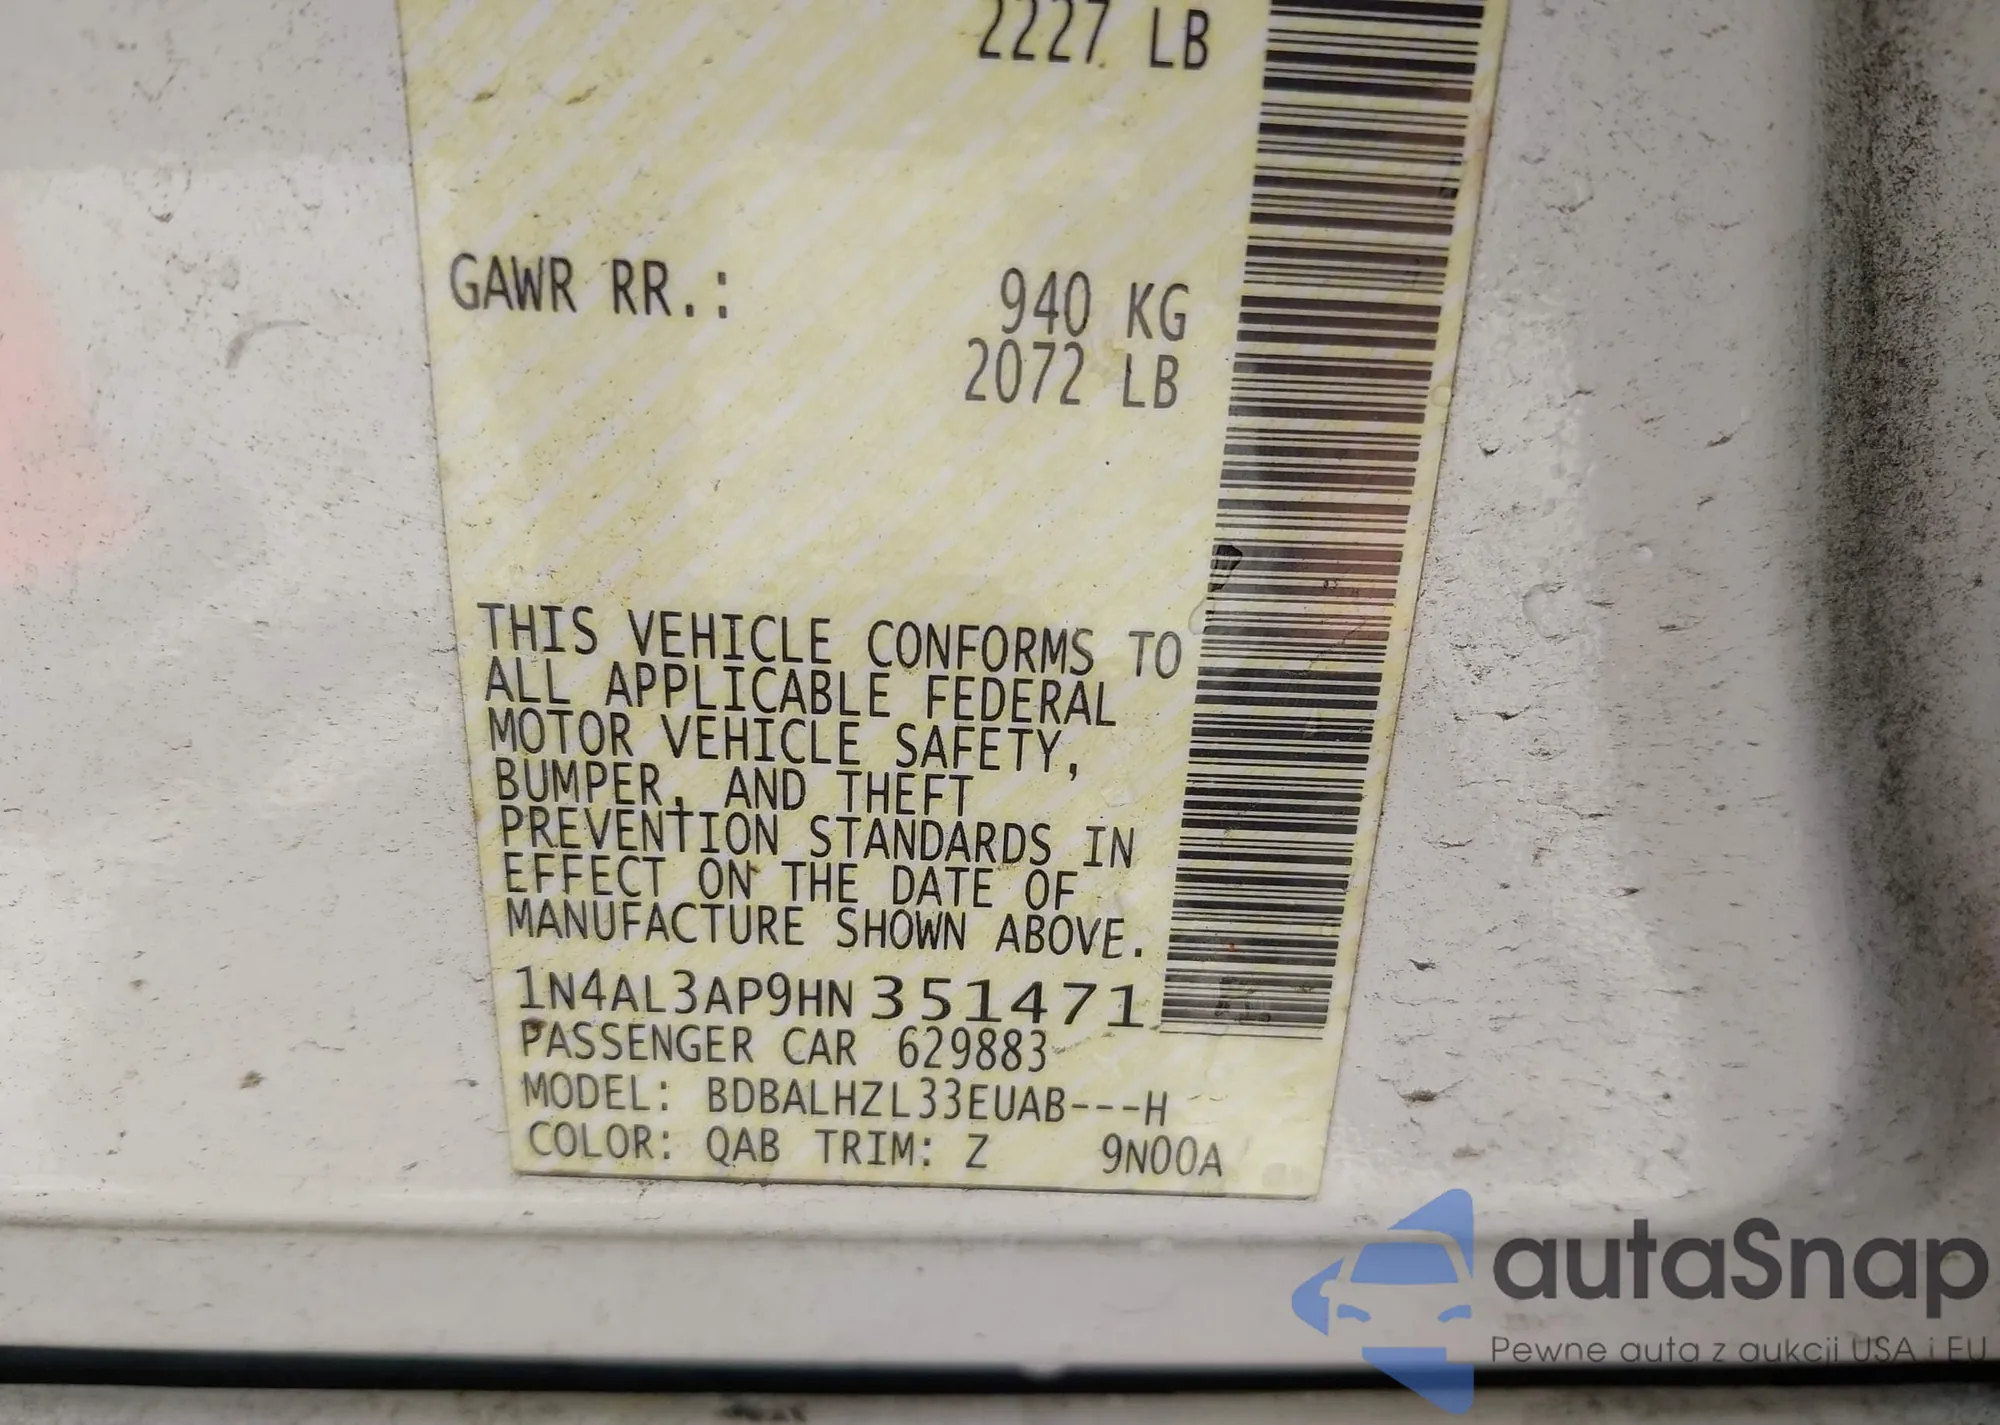 2227 LB
GAWR RR.: 940 KG
2072 LB
THIS VEHICLE CONFORMS TO
ALL APPLICABLE FEDERAL
MOTOR VEHICLE SAFETY,
BUMPER, AND THEFT
PREVENTION STANDARDS IN
EFFECT ON THE DATE OF
MANUFACTURE SHOWN ABOVE.
1N4AL3AP9HN351471
PASSENGER CAR 629883
MODEL: BDBALHZL33EUAB---H
COLOR: QAB TRIM: Z 9N00A
autaSnap
Pewne auta z aukcji USA i EU